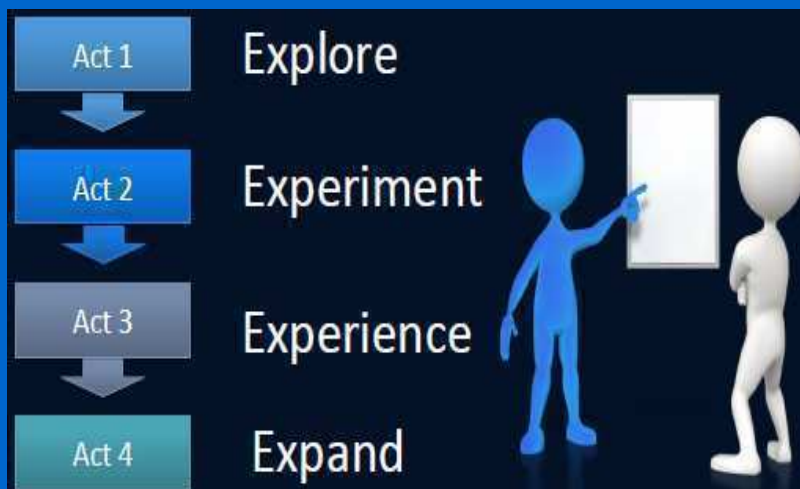 Act 1
Explore
Act 2
Experiment
Act 3
Experience
Act 4
Expand